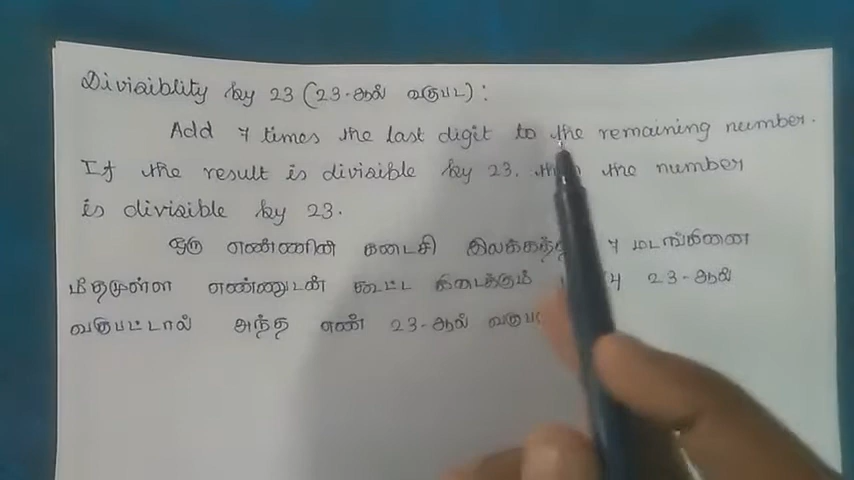 Divisiblity by 23 (23-ஆல் வகுபட):
Add 7 times the last digit to the remaining number.
If the result is divisible by 23. the number
is divisible by 23.
ஒரு எண்ணின் கடைசி 7 மடங்கினை
மீதமுள்ள எண்ணுடன் கூட்ட கிடைக்கும் 23-ஆல்
வகுபட்டால் அந்த எண் 23-ஆல்